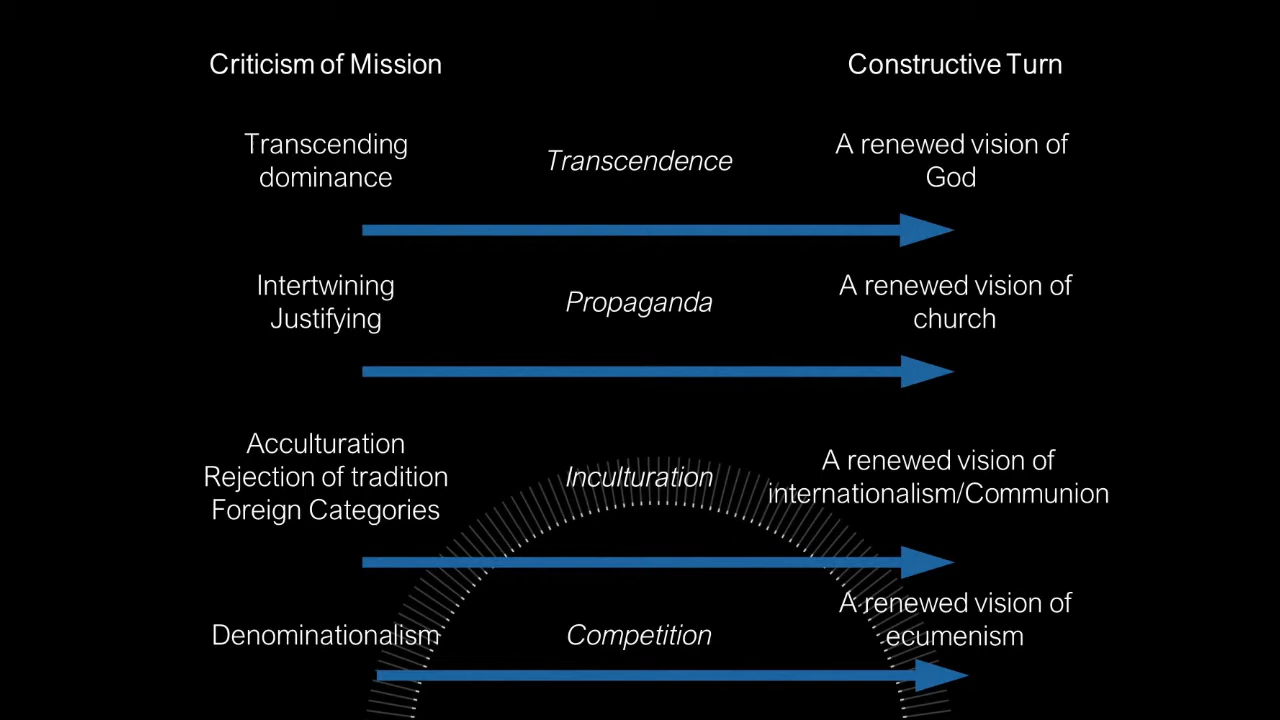 Criticism of Mission
Constructive Turn
Transcending
dominance
Transcendence
A renewed vision of
God
Intertwining
Justifying
Propaganda
A renewed vision of
church
Acculturation
Rejection of tradition
Foreign Categories
Inculturation
A renewed vision of
internationalism/Communion
Denominationalism
Competition
A renewed vision of
ecumenism